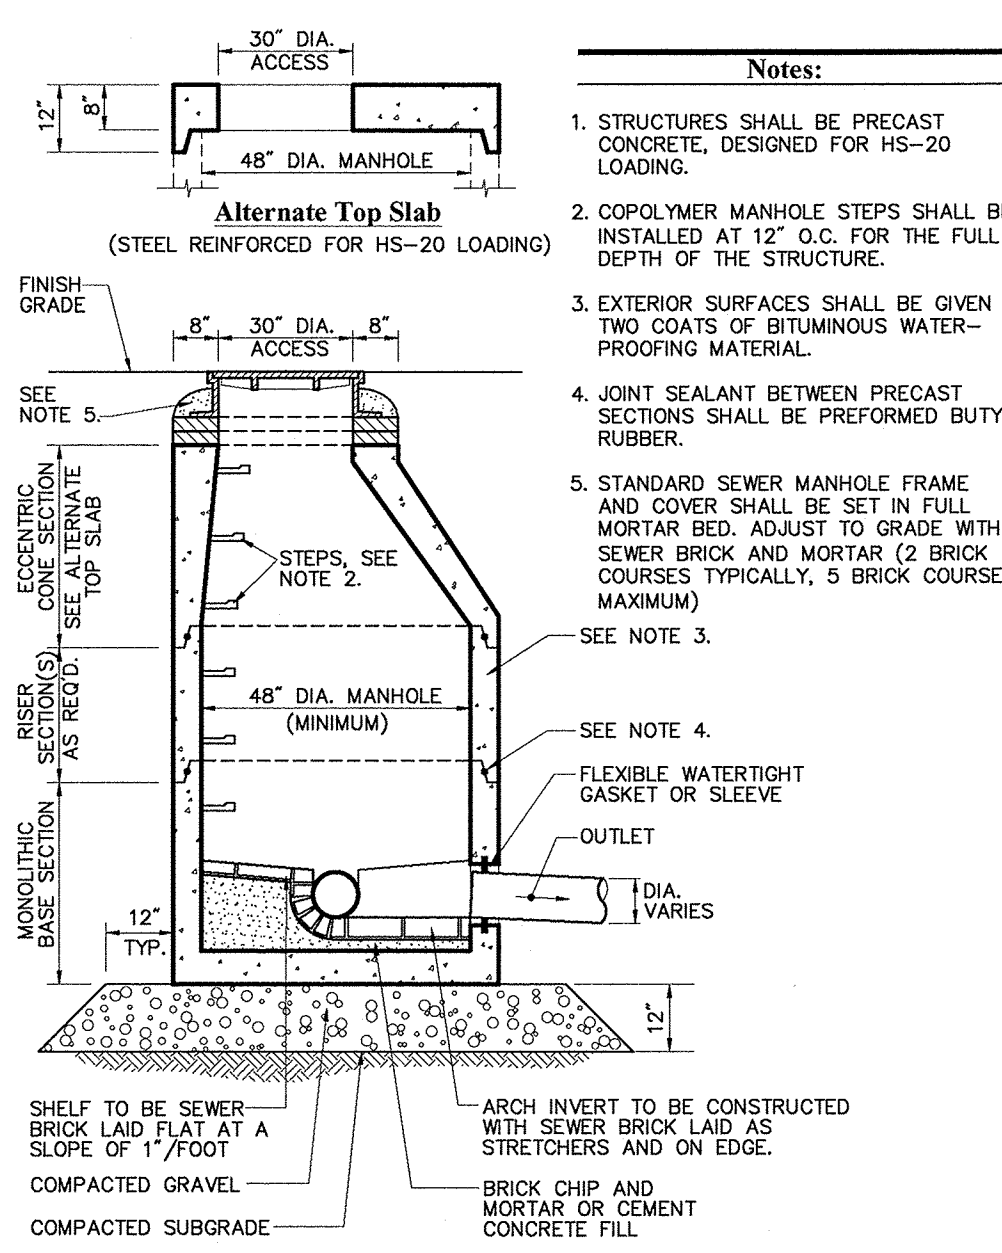 30" DIA.
ACCESS
12"
8"
48" DIA. MANHOLE
Alternate Top Slab
(STEEL REINFORCED FOR HS-20 LOADING)
FINISH
GRADE
8"
30" DIA.
ACCESS
8"
SEE
NOTE 5.
ECCENTRIC
CONE SECTION
SEE ALTERNATE
TOP SLAB
STEPS, SEE
NOTE 2.
RISER
SECTION(S)
AS REQ'D.
48" DIA. MANHOLE
(MINIMUM)
SEE NOTE 3.
SEE NOTE 4.
FLEXIBLE WATERTIGHT
GASKET OR SLEEVE
OUTLET
MONOLITHIC
BASE SECTION
DIA.
VARIES
12"
TYP.
12"
SHELF TO BE SEWER
BRICK LAID FLAT AT A
SLOPE OF 1"/FOOT
COMPACTED GRAVEL
COMPACTED SUBGRADE
ARCH INVERT TO BE CONSTRUCTED
WITH SEWER BRICK LAID AS
STRETCHERS AND ON EDGE.
BRICK CHIP AND
MORTAR OR CEMENT
CONCRETE FILL
Notes:
1. STRUCTURES SHALL BE PRECAST
CONCRETE, DESIGNED FOR HS-20
LOADING.
2. COPOLYMER MANHOLE STEPS SHALL BE
INSTALLED AT 12" O.C. FOR THE FULL
DEPTH OF THE STRUCTURE.
3. EXTERIOR SURFACES SHALL BE GIVEN
TWO COATS OF BITUMINOUS WATER-
PROOFING MATERIAL.
4. JOINT SEALANT BETWEEN PRECAST
SECTIONS SHALL BE PREFORMED BUTY
RUBBER.
5. STANDARD SEWER MANHOLE FRAME
AND COVER SHALL BE SET IN FULL
MORTAR BED. ADJUST TO GRADE WITH
SEWER BRICK AND MORTAR (2 BRICK
COURSES TYPICALLY, 5 BRICK COURSE
MAXIMUM)